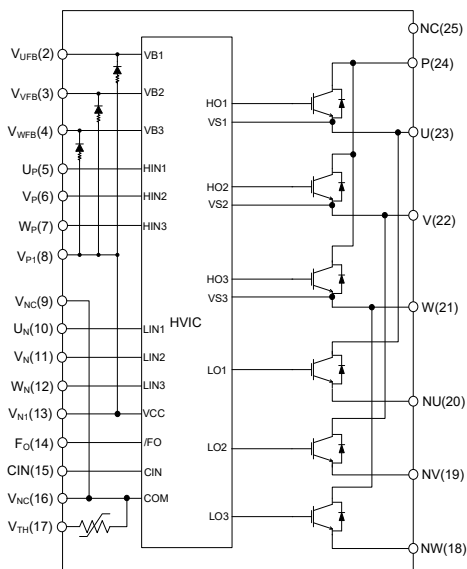 NC(25)
VUFB(2)
VB1
P(24)
VVFB(3)
VB2
HO1
VS1
VWFB(4)
VB3
U(23)
UP(5)
HIN1
VP(6)
HIN2
HO2
VS2
V(22)
WP(7)
HIN3
VP1(8)
HO3
VS3
VNC(9)
W(21)
HVIC
UN(10)
LIN1
VN(11)
LIN2
LO1
WN(12)
LIN3
NU(20)
VN1(13)
VCC
FO(14)
/FO
LO2
CIN(15)
CIN
NV(19)
VNC(16)
COM
LO3
VTH(17)
NW(18)